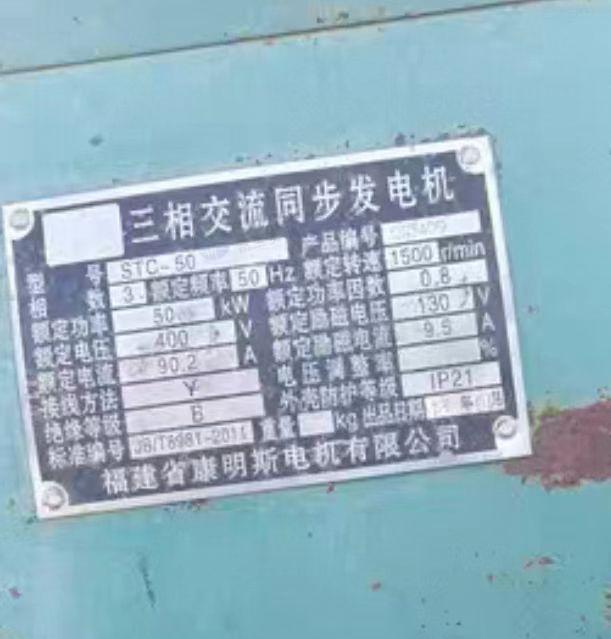 三相交流同步发电机
型号 STC-50 产品编号
相数 3 额定频率 50 Hz 额定转速 1500 r/min
额定功率 50 kW 额定功率因数 0.8
额定电压 400 V 额定励磁电压 130 V
额定电流 90.2 A 额定励磁电流 9.5 A
接线方法 Y 电压调整率 %
绝缘等级 B 外壳防护等级 IP21
标准编号 JB/T8981-2011 重量 kg 出品日期 年 月
福建省康明斯电机有限公司